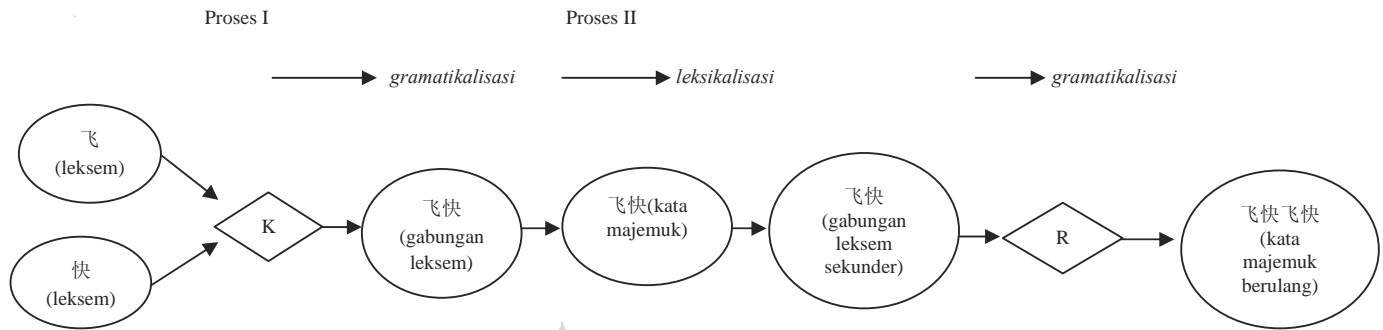 Proses I
Proses II
gramatikalisasi
leksikalisasi
gramatikalisasi
飞
(leksem)
快
(leksem)
K
飞快
(gabungan
leksem)
飞快(kata
majemuk)
飞快
(gabungan
leksem
sekunder)
R
飞快飞快
(kata
majemuk
berulang)